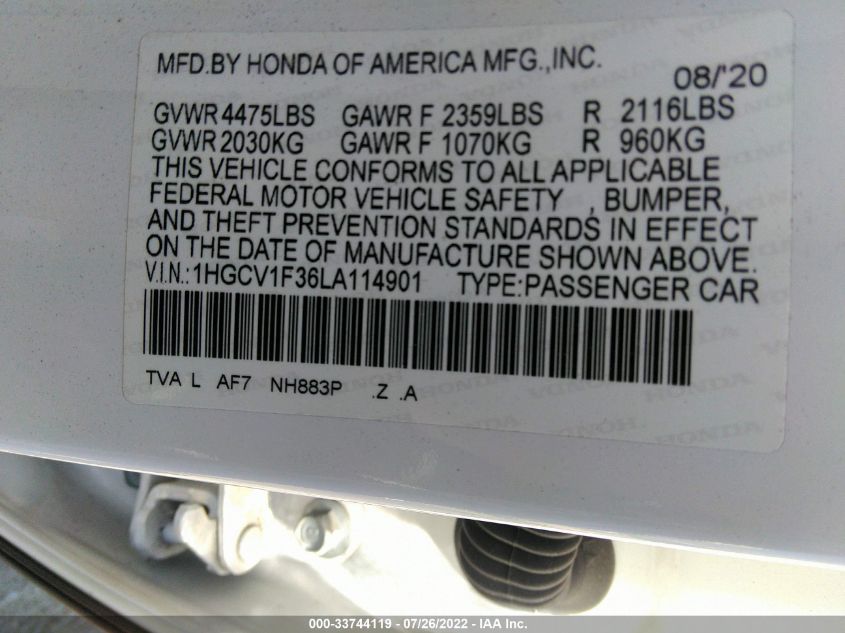 MFD.BY HONDA OF AMERICA MFG.,INC. 08/'20
GVWR 4475LBS GAWR F 2359LBS R 2116LBS
GVWR 2030KG GAWR F 1070KG R 960KG
THIS VEHICLE CONFORMS TO ALL APPLICABLE
FEDERAL MOTOR VEHICLE SAFETY , BUMPER,
AND THEFT PREVENTION STANDARDS IN EFFECT
ON THE DATE OF MANUFACTURE SHOWN ABOVE.
V.I.N.:1HGCV1F36LA114901 TYPE:PASSENGER CAR
TVA L AF7 NH883P .Z .A
HONDA HONDA
000-33744119 - 07/26/2022 - IAA Inc.